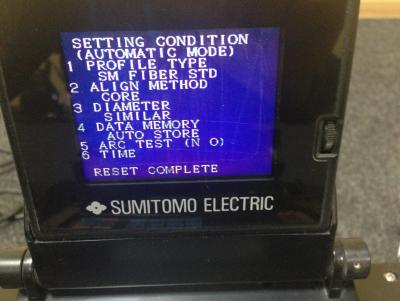 SETTING CONDITION
(AUTOMATIC MODE)
1 PROFILE TYPE
SM FIBER STD
2 ALIGN METHOD
CORE
3 DIAMETER
SIMILAR
4 DATA MEMORY
AUTO STORE
5 ARC TEST (N O)
6 TIME
RESET COMPLETE
SUMITOMO ELECTRIC